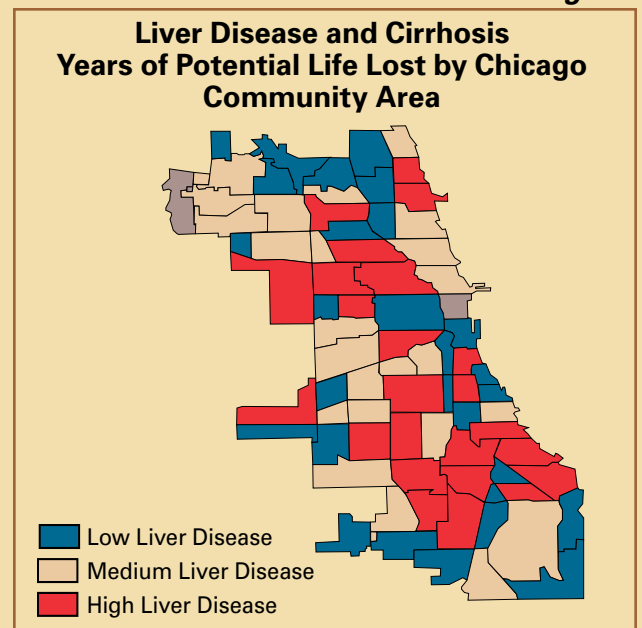 Liver Disease and Cirrhosis
Years of Potential Life Lost by Chicago
Community Area
Low Liver Disease
Medium Liver Disease
High Liver Disease